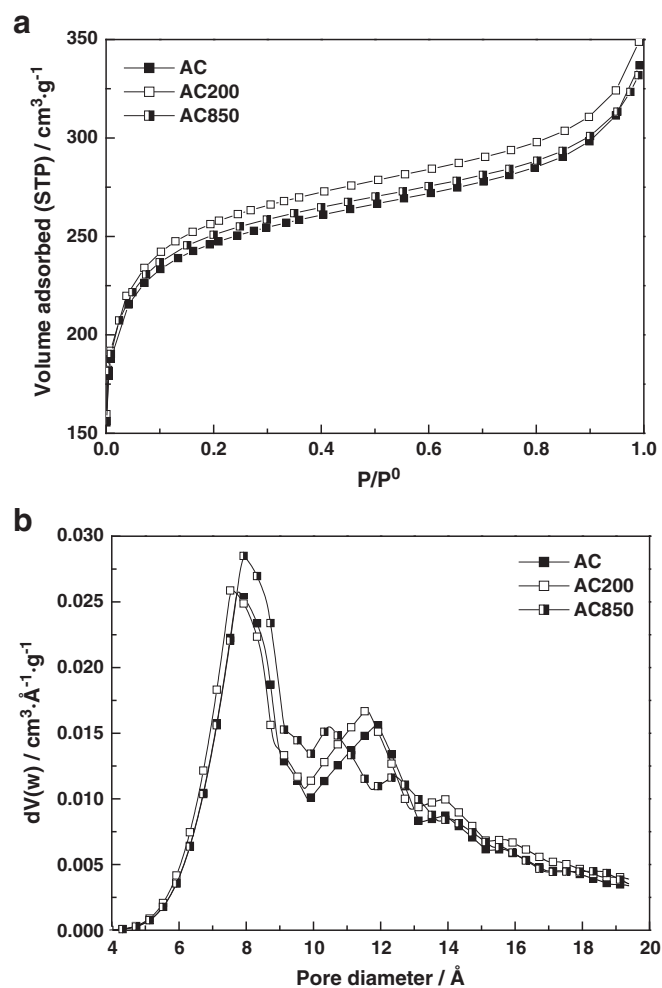 a
350
300
250
200
150
Volume adsorbed (STP) / cm³·g⁻¹
AC
AC200
AC850
0.0 0.2 0.4 0.6 0.8 1.0
P/P⁰
b
0.030
0.025
0.020
0.015
0.010
0.005
0.000
dV(w) / cm³·Å⁻¹·g⁻¹
AC
AC200
AC850
4 6 8 10 12 14 16 18 20
Pore diameter / Å